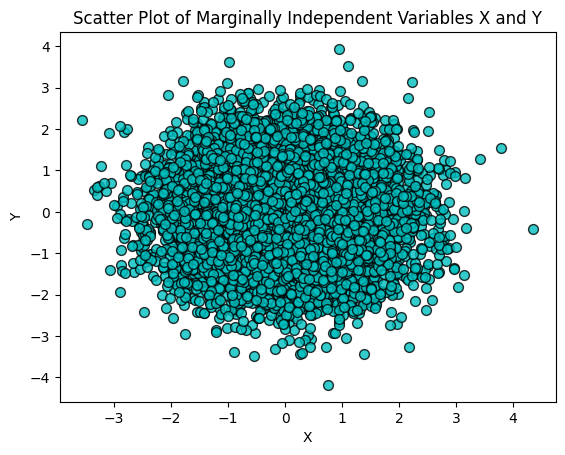 Scatter Plot of Marginally Independent Variables X and Y
4
3
2
1
0
−1
−2
−3
−4
Y
−3 −2 −1 0 1 2 3 4
X